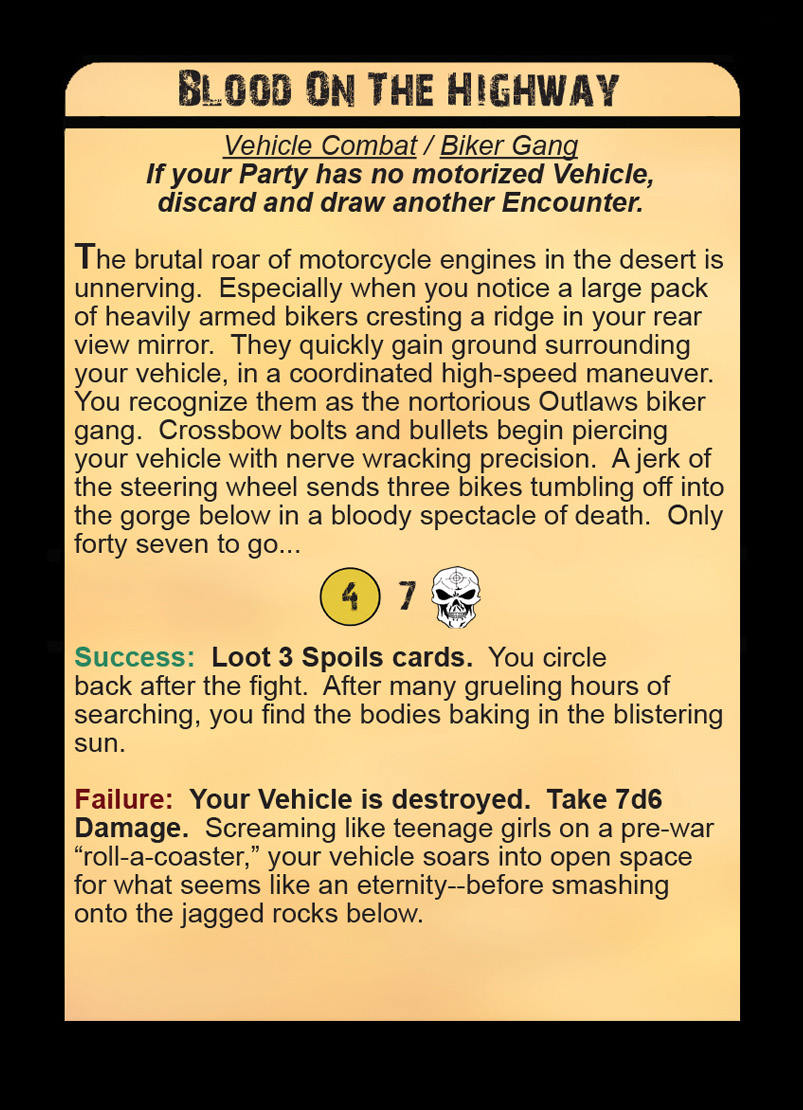 Blood On The Highway
Vehicle Combat / Biker Gang
If your Party has no motorized Vehicle,
discard and draw another Encounter.
The brutal roar of motorcycle engines in the desert is
unnerving.  Especially when you notice a large pack
of heavily armed bikers cresting a ridge in your rear
view mirror.  They quickly gain ground surrounding
your vehicle, in a coordinated high-speed maneuver.
You recognize them as the nortorious Outlaws biker
gang.  Crossbow bolts and bullets begin piercing
your vehicle with nerve wracking precision.  A jerk of
the steering wheel sends three bikes tumbling off into
the gorge below in a bloody spectacle of death.  Only
forty seven to go...
4 7
Success:  Loot 3 Spoils cards.  You circle
back after the fight.  After many grueling hours of
searching, you find the bodies baking in the blistering
sun.
Failure:  Your Vehicle is destroyed.  Take 7d6
Damage.  Screaming like teenage girls on a pre-war
“roll-a-coaster,” your vehicle soars into open space
for what seems like an eternity--before smashing
onto the jagged rocks below.